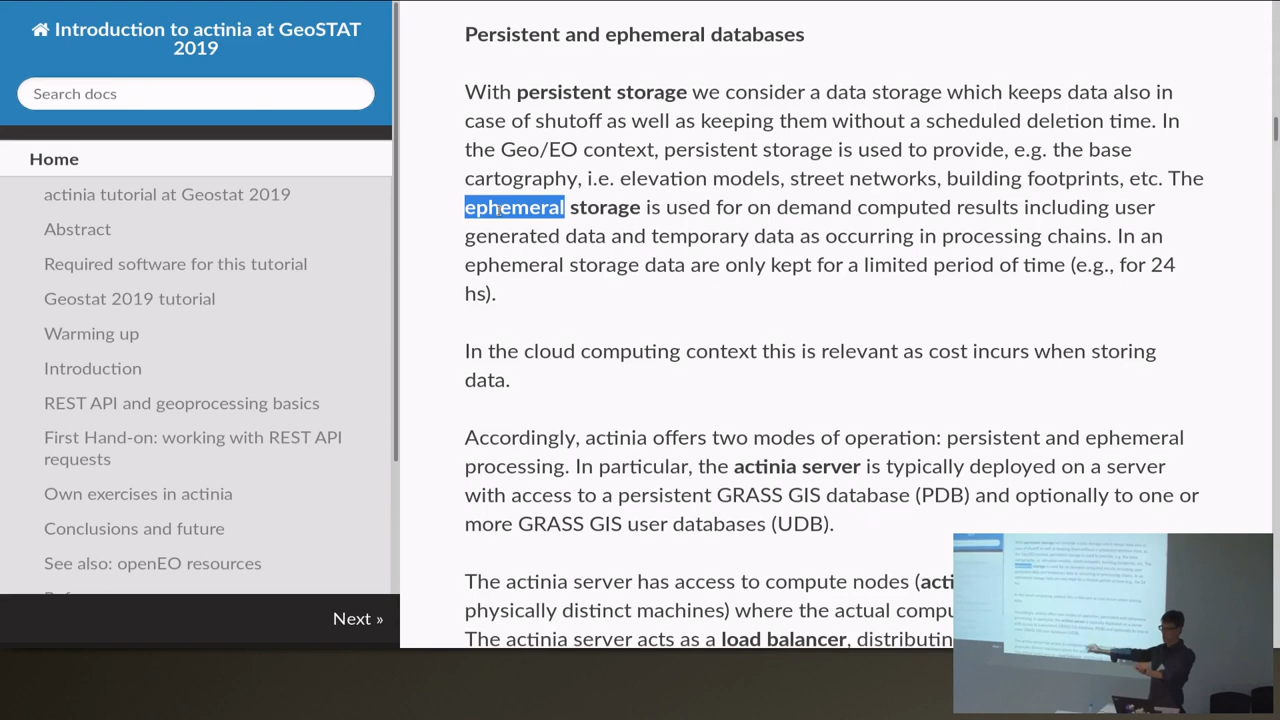 Introduction to actinia at GeoSTAT
2019
Search docs
Home
actinia tutorial at Geostat 2019
Abstract
Required software for this tutorial
Geostat 2019 tutorial
Warming up
Introduction
REST API and geoprocessing basics
First Hand-on: working with REST API
requests
Own exercises in actinia
Conclusions and future
See also: openEO resources
Next »
Persistent and ephemeral databases
With persistent storage we consider a data storage which keeps data also in
case of shutoff as well as keeping them without a scheduled deletion time. In
the Geo/EO context, persistent storage is used to provide, e.g. the base
cartography, i.e. elevation models, street networks, building footprints, etc. The
ephemeral storage is used for on demand computed results including user
generated data and temporary data as occurring in processing chains. In an
ephemeral storage data are only kept for a limited period of time (e.g., for 24
hs).
In the cloud computing context this is relevant as cost incurs when storing
data.
Accordingly, actinia offers two modes of operation: persistent and ephemeral
processing. In particular, the actinia server is typically deployed on a server
with access to a persistent GRASS GIS database (PDB) and optionally to one or
more GRASS GIS user databases (UDB).
The actinia server has access to compute nodes (acti
physically distinct machines) where the actual compu
The actinia server acts as a load balancer, distributin